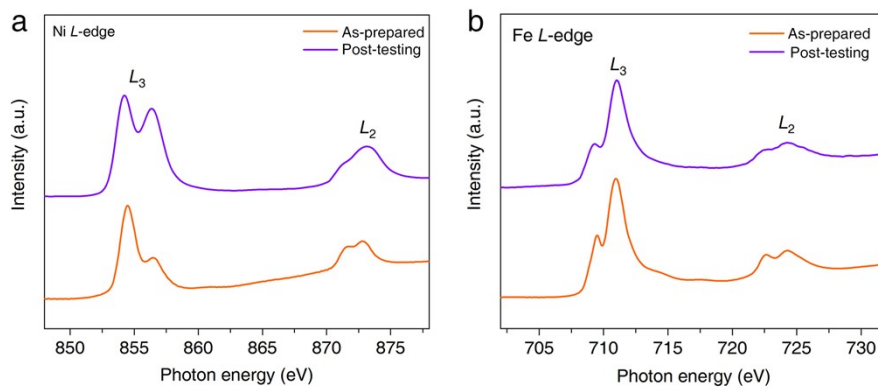 a
Ni L-edge
As-prepared
Post-testing
L3
L2
Intensity (a.u.)
850 855 860 865 870 875
Photon energy (eV)
b
Fe L-edge
As-prepared
Post-testing
L3
L2
Intensity (a.u.)
705 710 715 720 725 730
Photon energy (eV)